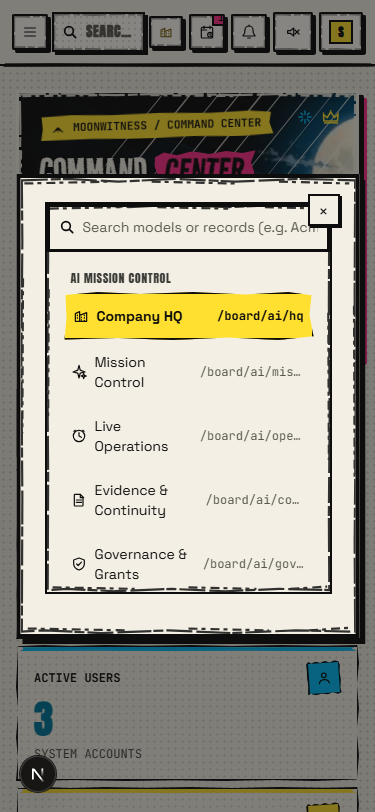 SEARC...
S
MOONWITNESS / COMMAND CENTER
COMMAND CENTER
×
Search models or records (e.g. Acm
AI MISSION CONTROL
Company HQ /board/ai/hq
Mission
Control
/board/ai/mis…
Live
Operations
/board/ai/ope…
Evidence &
Continuity
/board/ai/co…
Governance &
Grants
/board/ai/gov…
ACTIVE USERS
3
SYSTEM ACCOUNTS
N